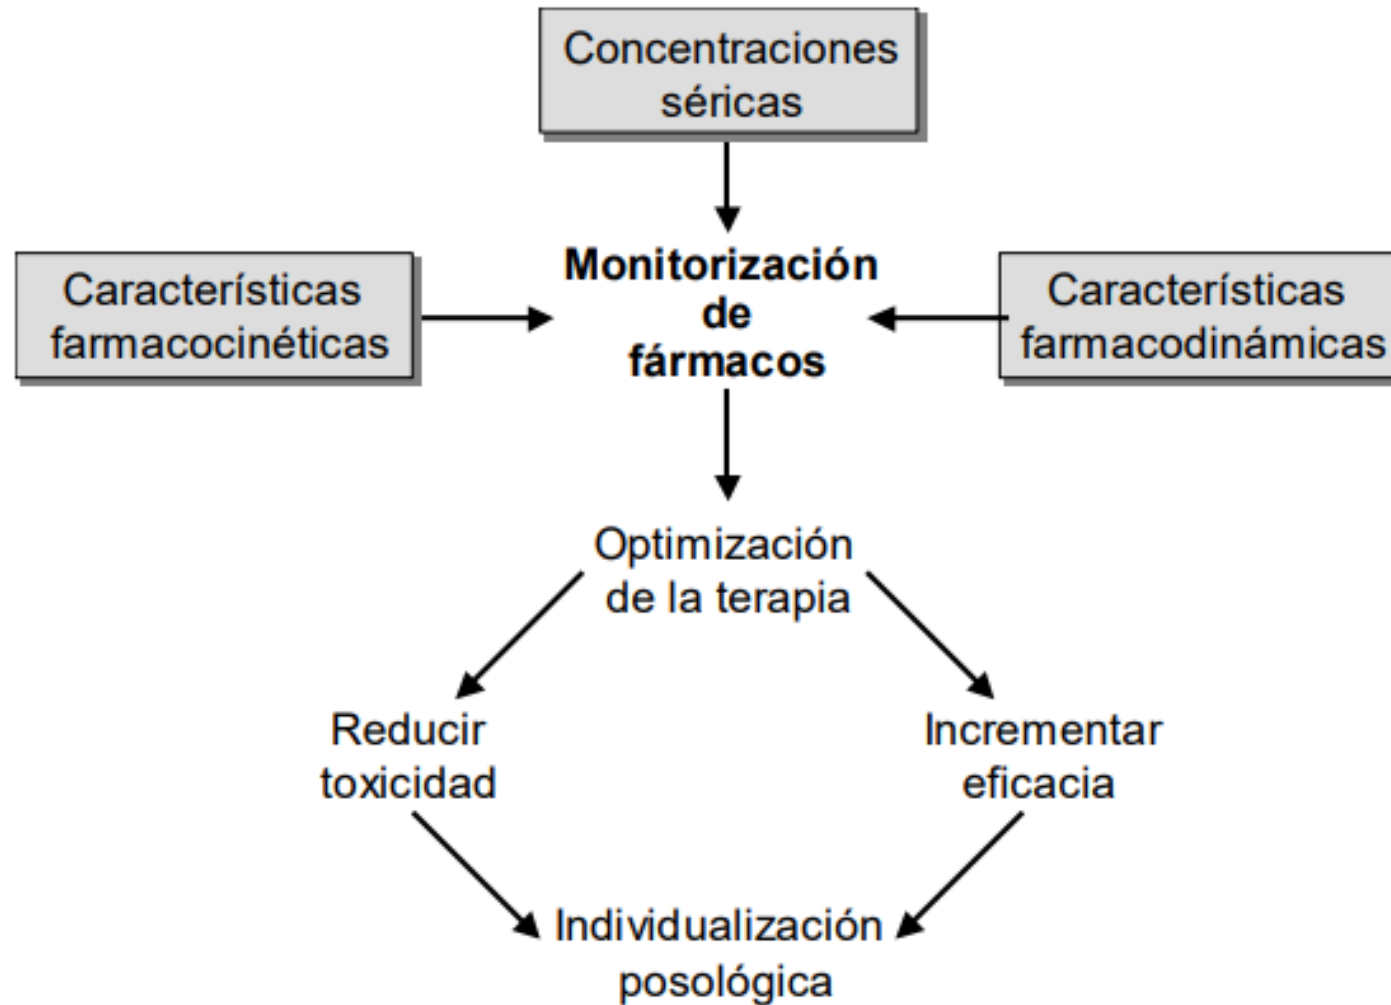 Concentraciones
séricas
Características
farmacocinéticas
Monitorización
de
fármacos
Características
farmacodinámicas
Optimización
de la terapia
Reducir
toxicidad
Incrementar
eficacia
Individualización
posológica